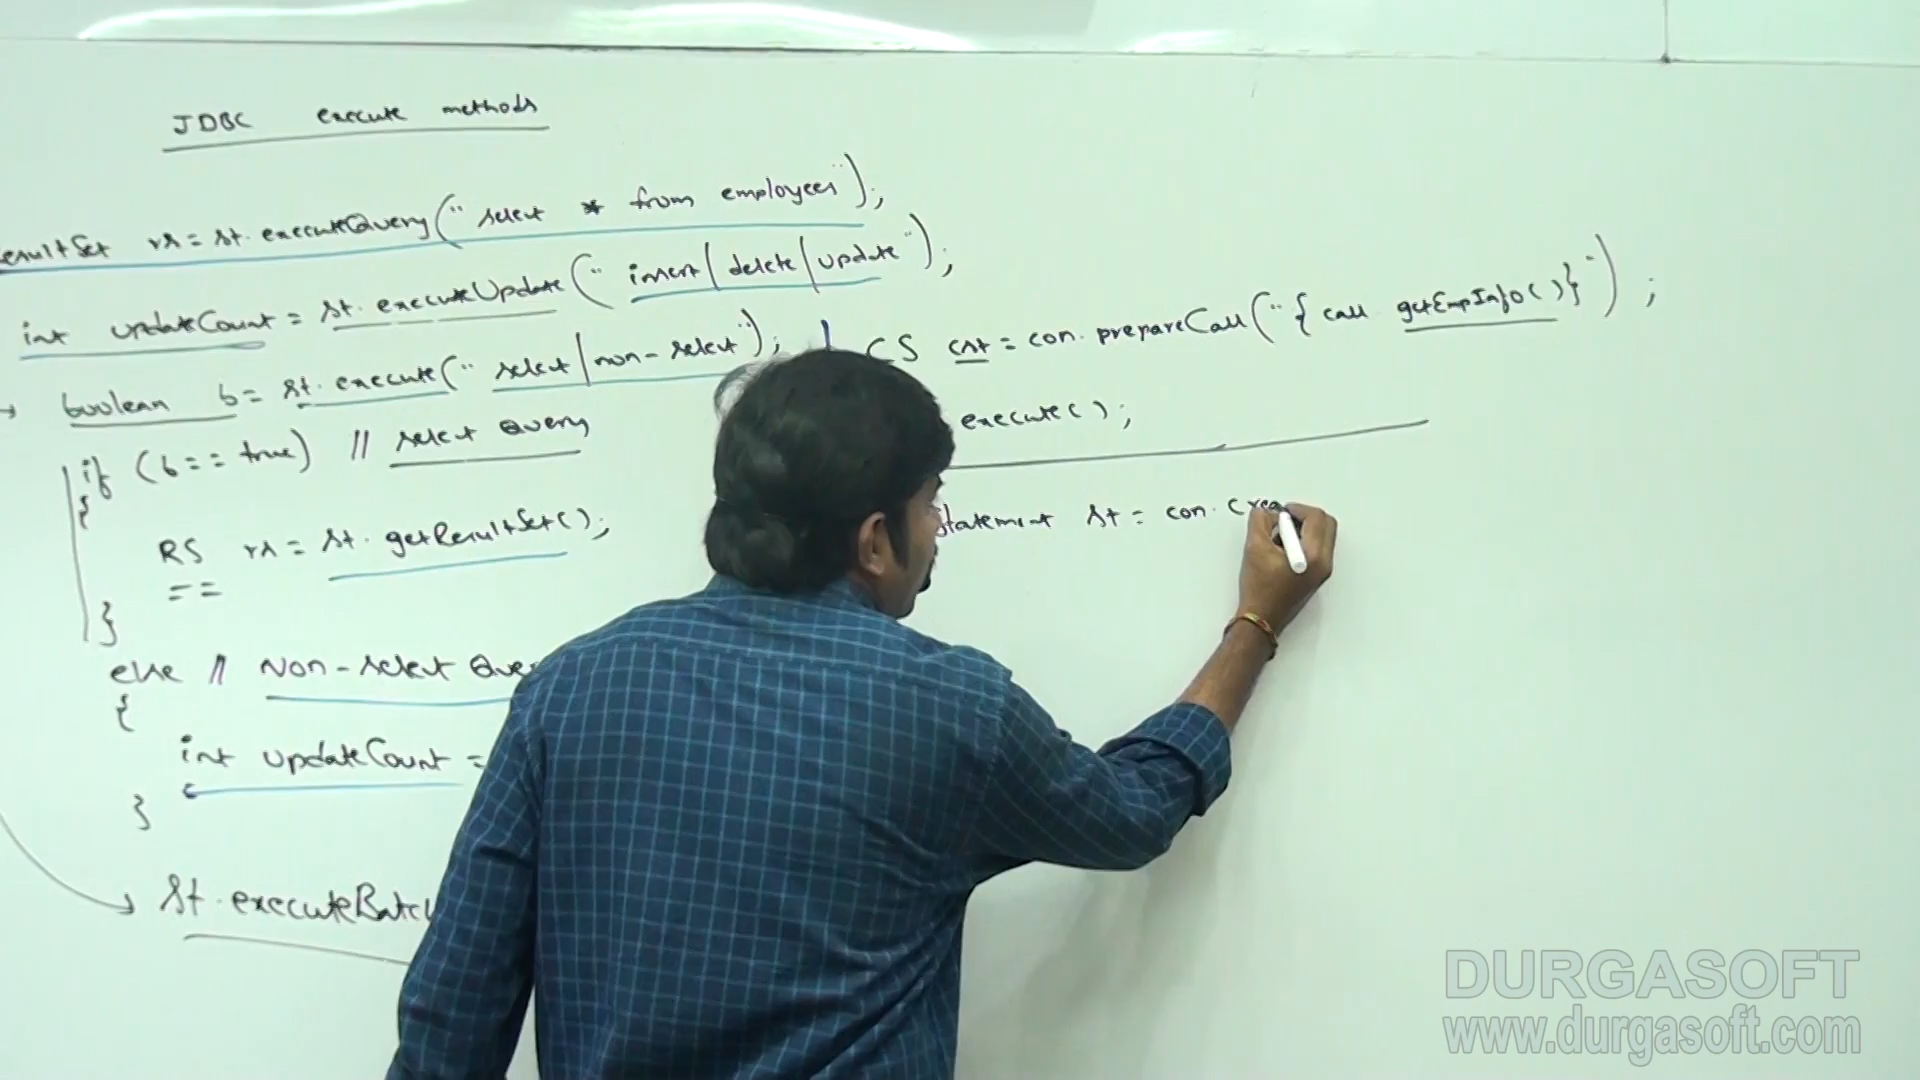 JDBC execute methods
ResultSet rs = st.executeQuery("select * from employees");
int updateCount = st.executeUpdate("insert/delete/update");
boolean b = st.execute("select/non-select");
if (b == true) // select Query
{
RS rs = st.getResultSet();
==
}
else // Non-select Que
{
int updateCount =
}
st.executeBatch
CS cst = con.prepareCall("{call getEmpInfo()}");
execute();
Statement st = con.Crea
DURGASOFT
www.durgasoft.com